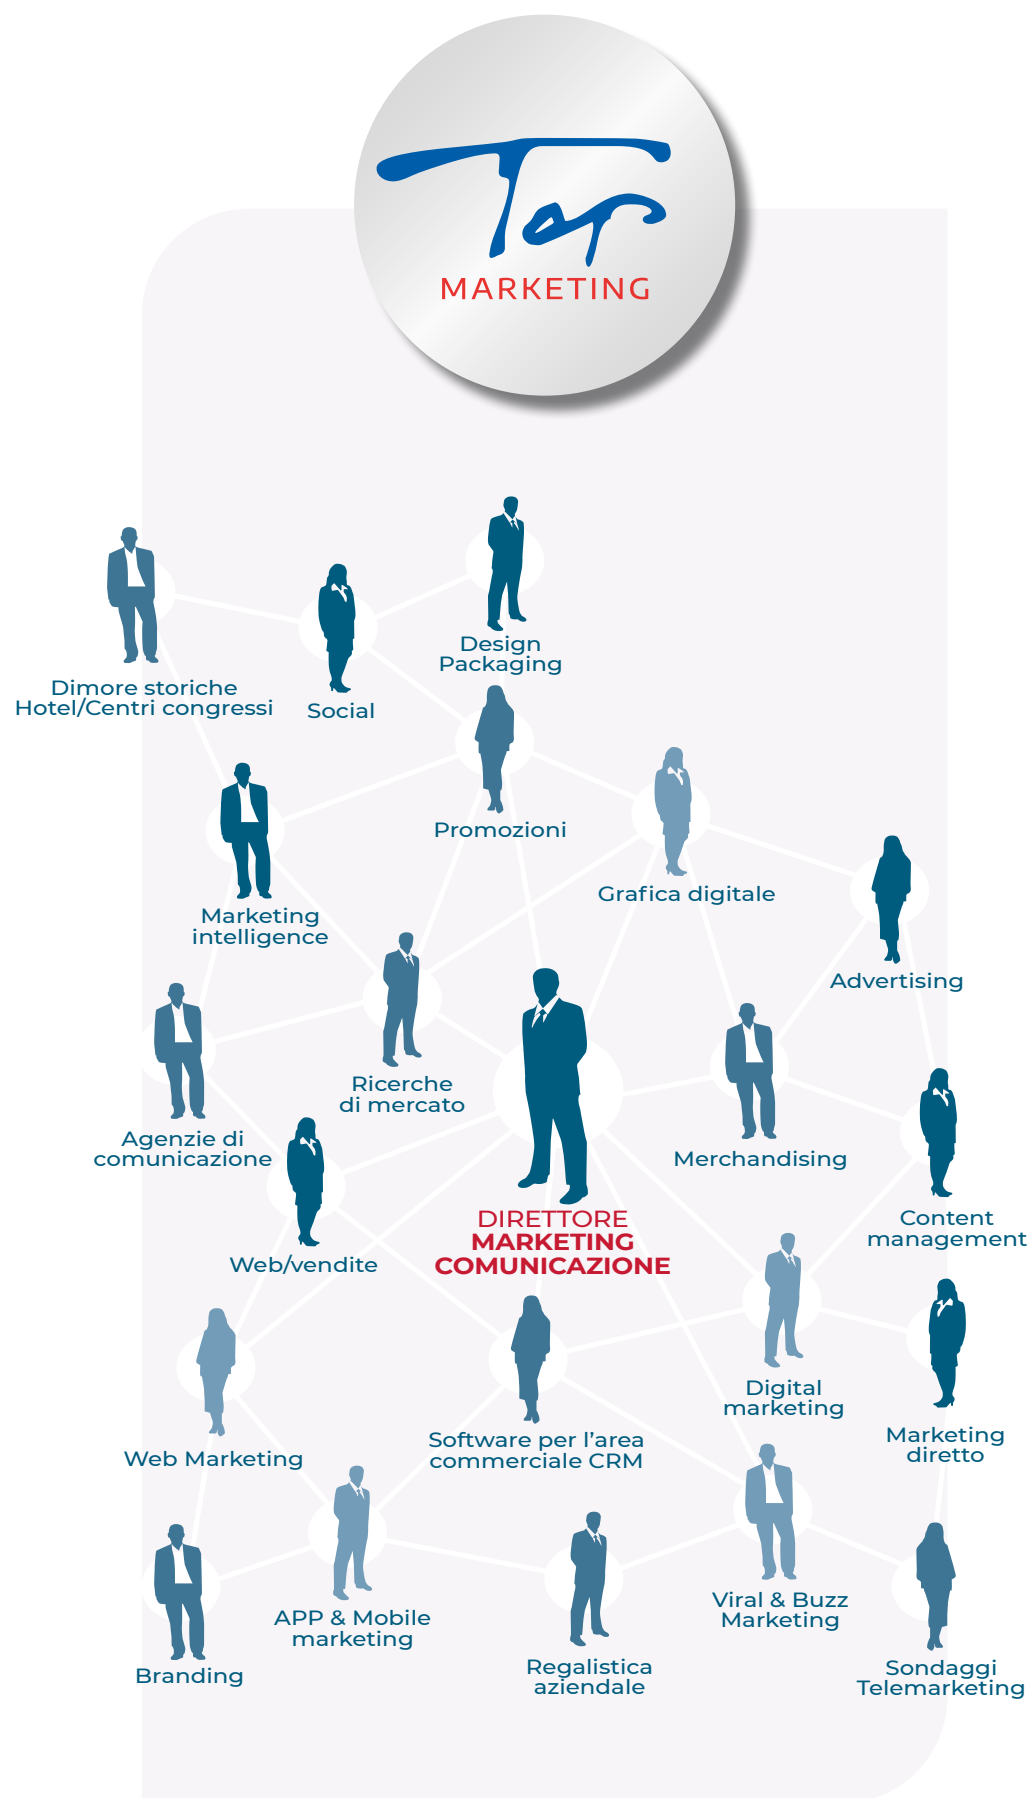 Top
MARKETING
Design
Packaging
Dimore storiche
Hotel/Centri congressi
Social
Promozioni
Grafica digitale
Marketing
intelligence
Advertising
Ricerche
di mercato
Agenzie di
comunicazione
Merchandising
DIRETTORE
MARKETING
COMUNICAZIONE
Content
management
Web/vendite
Digital
marketing
Marketing
diretto
Software per l’area
commerciale CRM
Web Marketing
Viral & Buzz
Marketing
APP & Mobile
marketing
Regalistica
aziendale
Sondaggi
Telemarketing
Branding